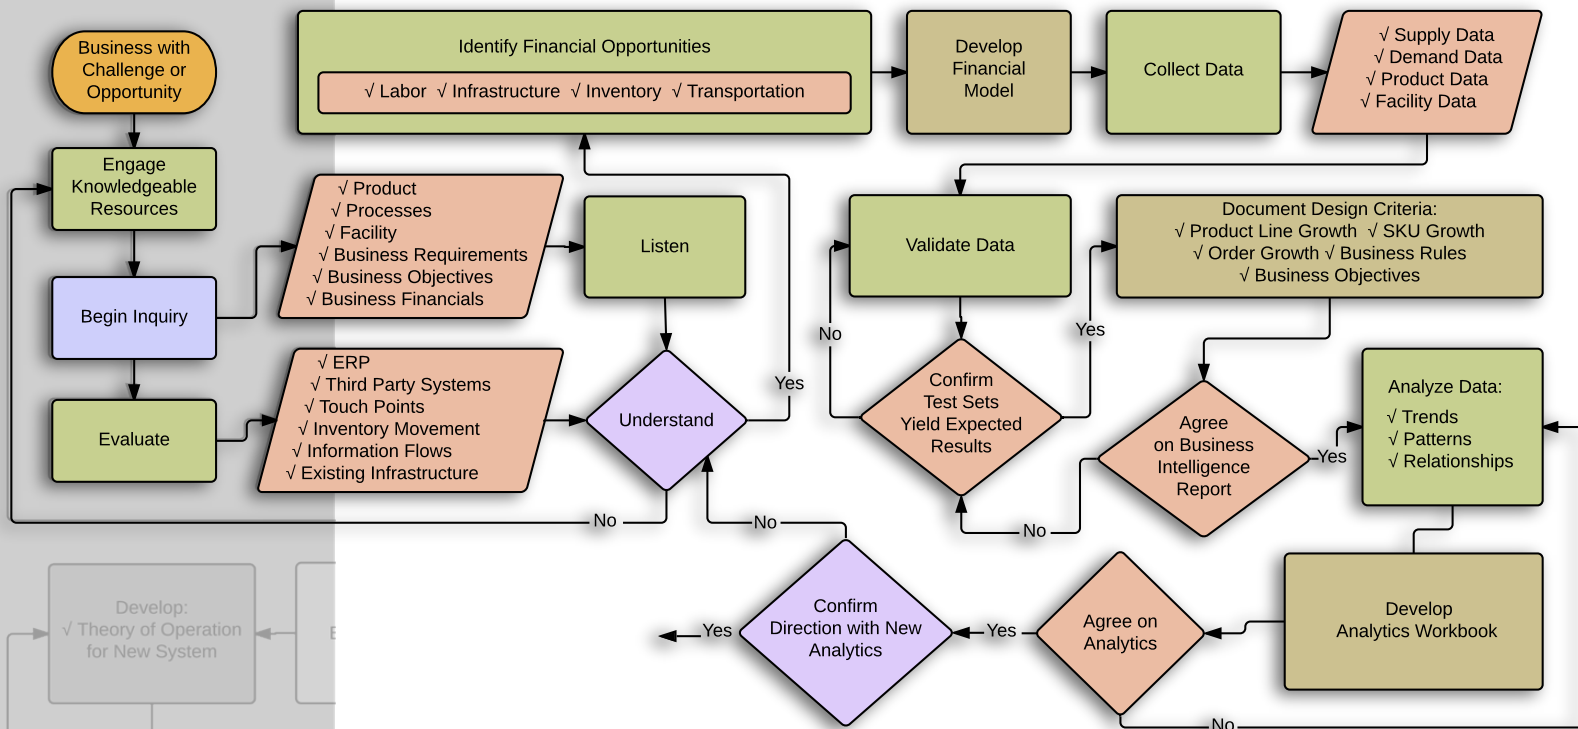 Business with
Challenge or
Opportunity
Engage
Knowledgeable
Resources
Begin Inquiry
Evaluate
Identify Financial Opportunities
√ Labor √ Infrastructure √ Inventory √ Transportation
Develop
Financial
Model
Collect Data
√ Supply Data
√ Demand Data
√ Product Data
√ Facility Data
√ Product
√ Processes
√ Facility
√ Business Requirements
√ Business Objectives
√ Business Financials
Listen
√ ERP
√ Third Party Systems
√ Touch Points
√ Inventory Movement
√ Information Flows
√ Existing Infrastructure
Understand
Yes
No
Validate Data
No
Yes
Confirm
Test Sets
Yield Expected
Results
Document Design Criteria:
√ Product Line Growth √ SKU Growth
√ Order Growth √ Business Rules
√ Business Objectives
Agree
on Business
Intelligence
Report
Yes
No
Analyze Data:
√ Trends
√ Patterns
√ Relationships
Develop
Analytics Workbook
Agree on
Analytics
Yes
No
Confirm
Direction with New
Analytics
No
Yes
Develop:
√ Theory of Operation
for New System